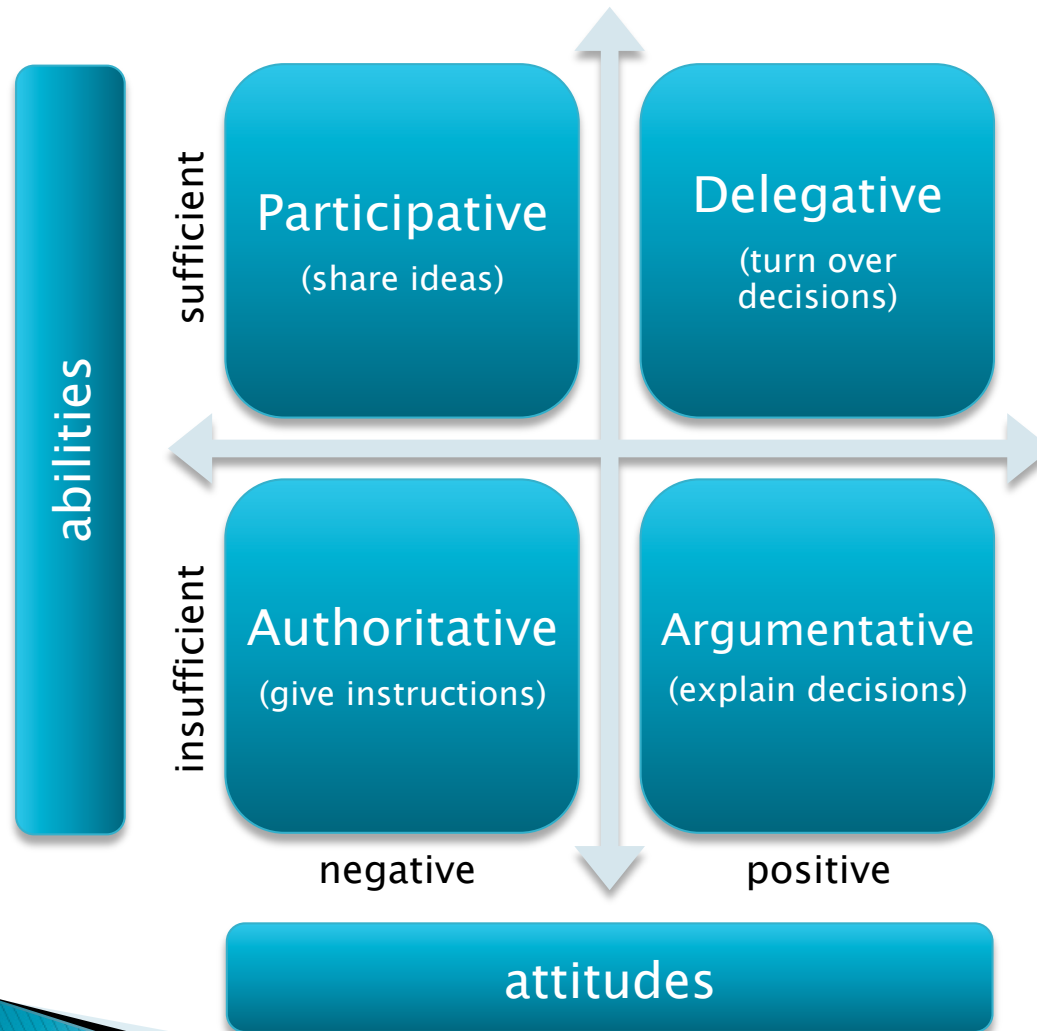 abilities
sufficient
Participative
(share ideas)
Delegative
(turn over
decisions)
insufficient
Authoritative
(give instructions)
Argumentative
(explain decisions)
negative
positive
attitudes